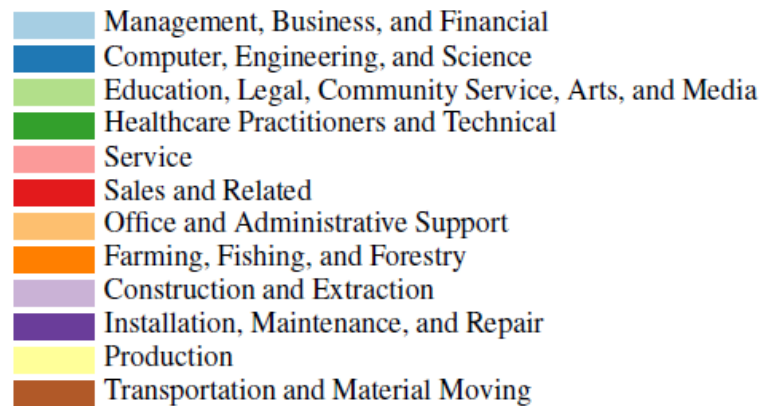 Management, Business, and Financial
Computer, Engineering, and Science
Education, Legal, Community Service, Arts, and Media
Healthcare Practitioners and Technical
Service
Sales and Related
Office and Administrative Support
Farming, Fishing, and Forestry
Construction and Extraction
Installation, Maintenance, and Repair
Production
Transportation and Material Moving